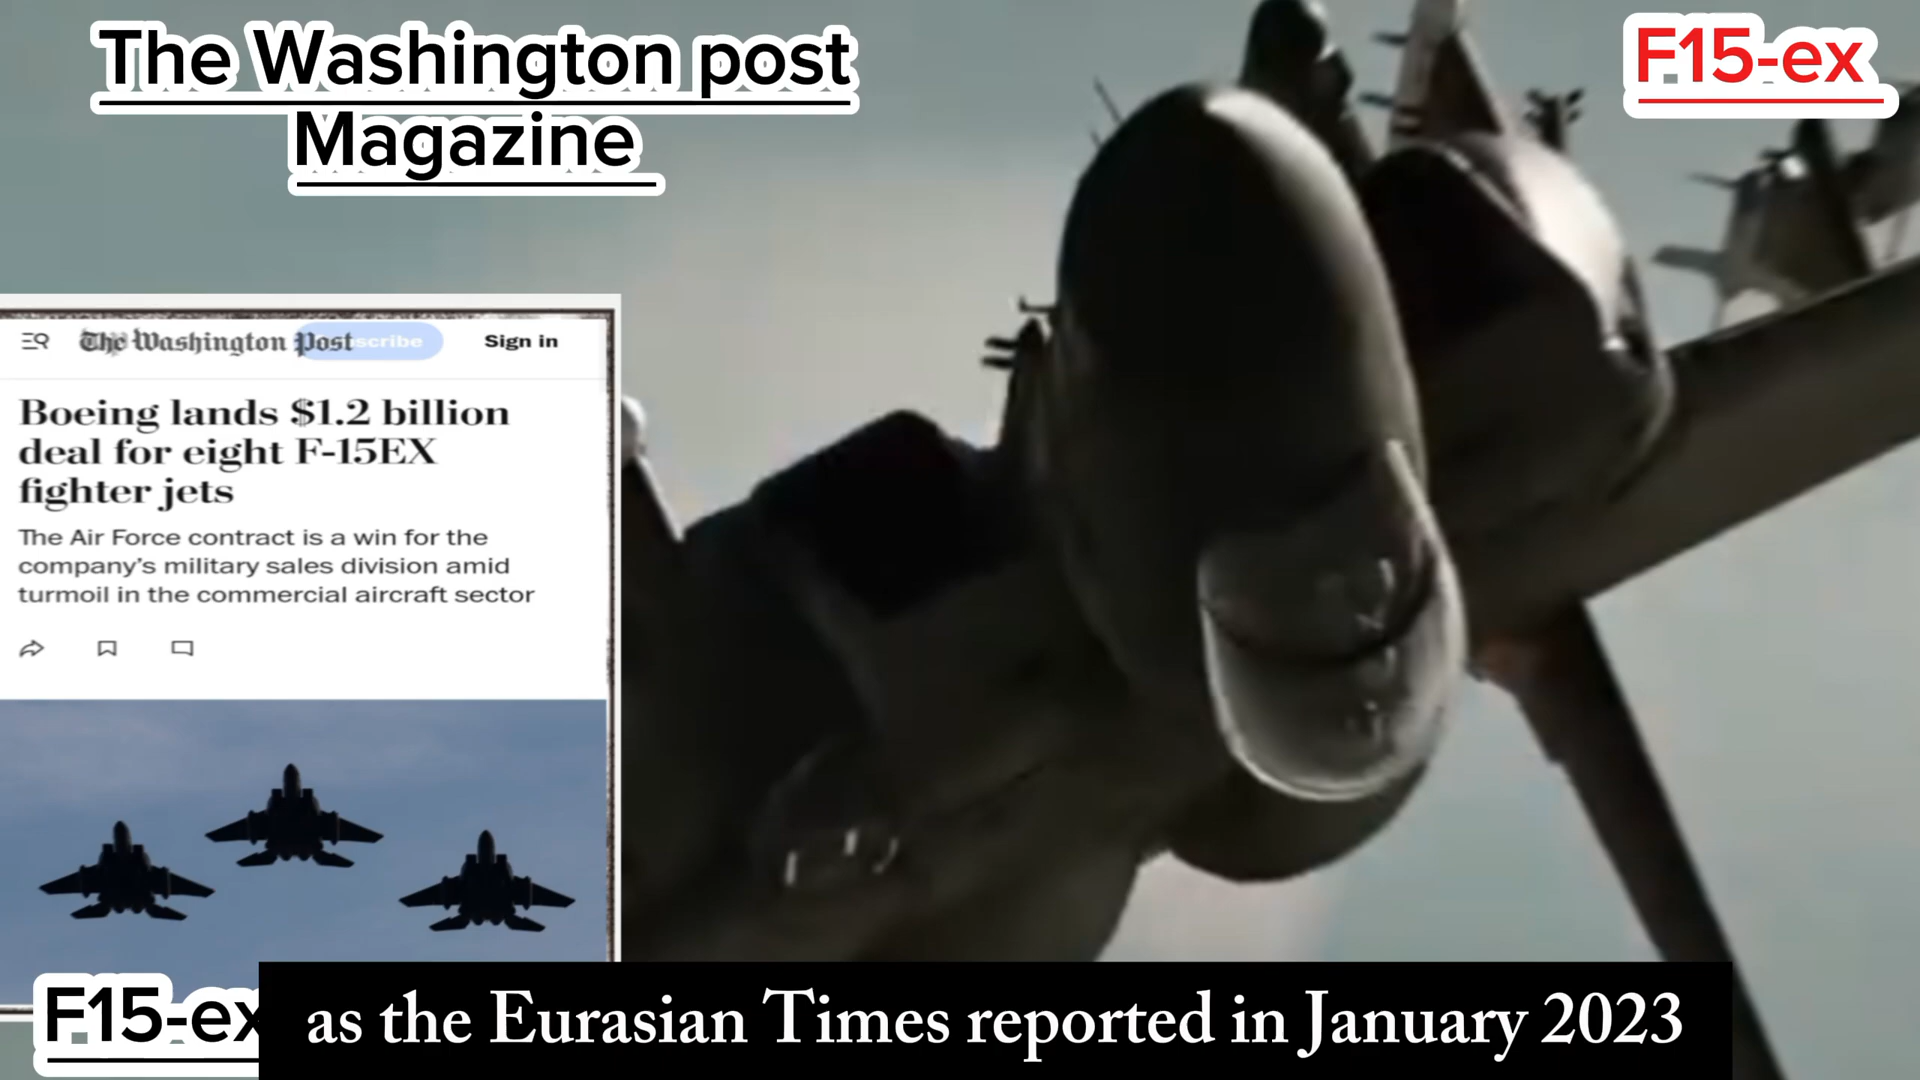 The Washington post
Magazine
F15-ex
The Washington Post
scribe
Sign in
Boeing lands $1.2 billion
deal for eight F-15EX
fighter jets
The Air Force contract is a win for the
company's military sales division amid
turmoil in the commercial aircraft sector
F15-ex
as the Eurasian Times reported in January 2023